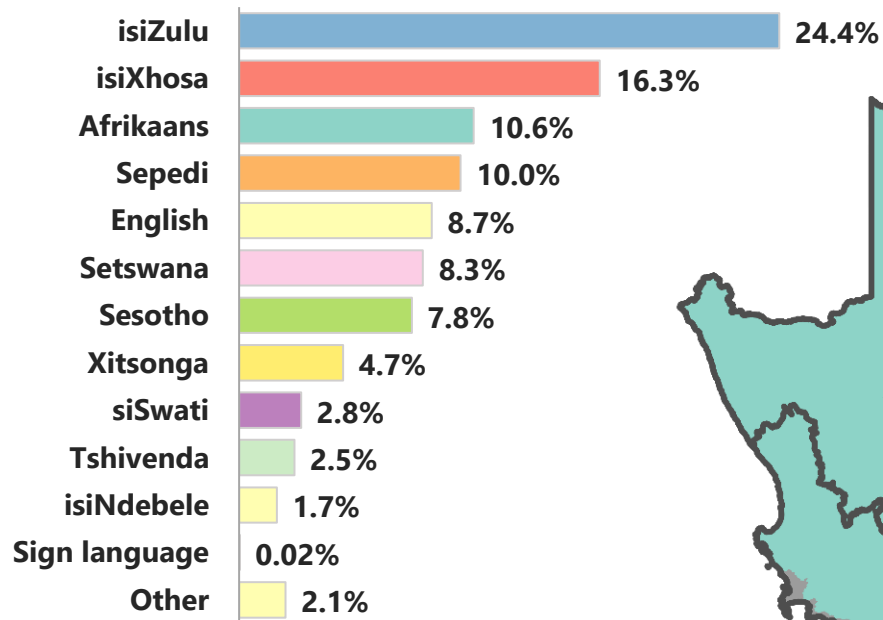 isiZulu 24.4%
isiXhosa 16.3%
Afrikaans 10.6%
Sepedi 10.0%
English 8.7%
Setswana 8.3%
Sesotho 7.8%
Xitsonga 4.7%
siSwati 2.8%
Tshivenda 2.5%
isiNdebele 1.7%
Sign language 0.02%
Other 2.1%